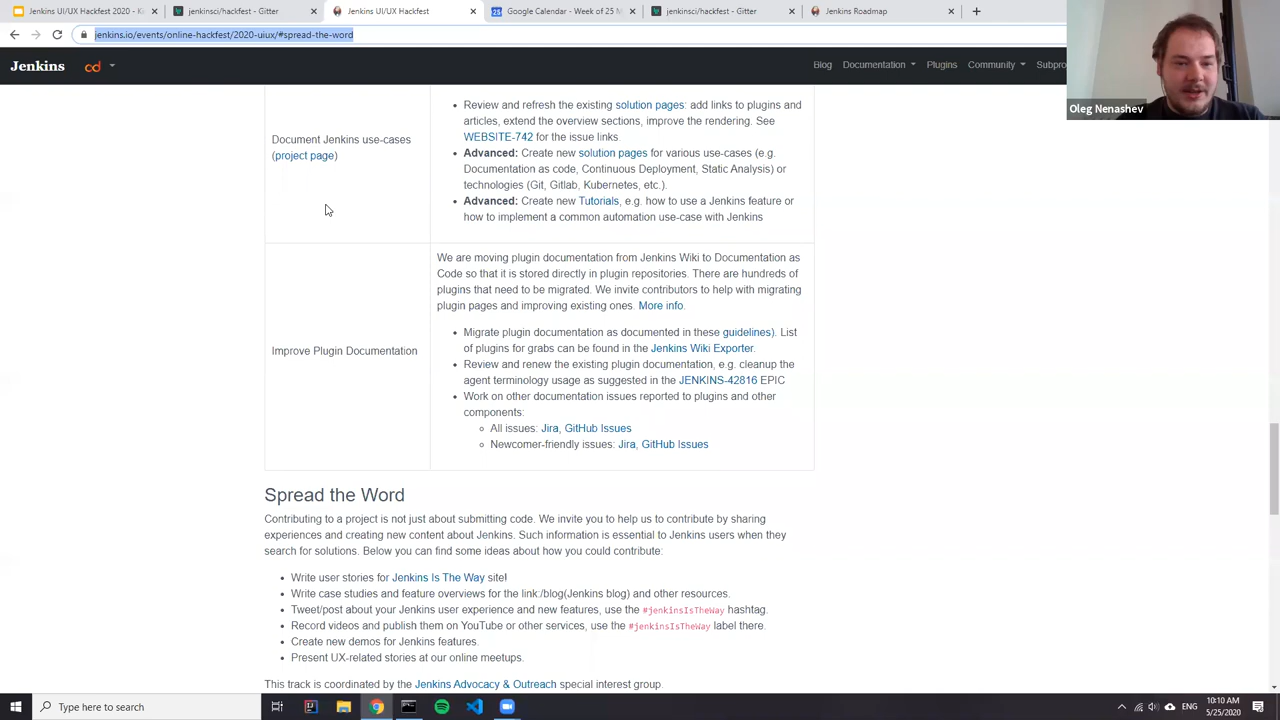 Jenkins UI/UX Hackfest 2020 - Ki
jenkinsci/hackfest - Gitter
Jenkins UI/UX Hackfest
Google Calendar - Week of 25 M
jenkinsci/hackfest - Gitter
Jenkins Roadmap
jenkins.io/events/online-hackfest/2020-uiux/#spread-the-word
Jenkins
cd
Blog
Documentation
Plugins
Community
Subpro
Oleg Nenashev
Document Jenkins use-cases
(project page)
Review and refresh the existing solution pages: add links to plugins and
articles, extend the overview sections, improve the rendering. See
WEBSITE-742 for the issue links.
Advanced: Create new solution pages for various use-cases (e.g.
Documentation as code, Continuous Deployment, Static Analysis) or
technologies (Git, Gitlab, Kubernetes, etc.).
Advanced: Create new Tutorials, e.g. how to use a Jenkins feature or
how to implement a common automation use-case with Jenkins
Improve Plugin Documentation
We are moving plugin documentation from Jenkins Wiki to Documentation as
Code so that it is stored directly in plugin repositories. There are hundreds of
plugins that need to be migrated. We invite contributors to help with migrating
plugin pages and improving existing ones. More info.
Migrate plugin documentation as documented in these guidelines). List
of plugins for grabs can be found in the Jenkins Wiki Exporter.
Review and renew the existing plugin documentation, e.g. cleanup the
agent terminology usage as suggested in the JENKINS-42816 EPIC
Work on other documentation issues reported to plugins and other
components:
All issues: Jira, GitHub Issues
Newcomer-friendly issues: Jira, GitHub Issues
Spread the Word
Contributing to a project is not just about submitting code. We invite you to help us to contribute by sharing
experiences and creating new content about Jenkins. Such information is essential to Jenkins users when they
search for solutions. Below you can find some ideas about how you could contribute:
Write user stories for Jenkins Is The Way site!
Write case studies and feature overviews for the link:/blog(Jenkins blog) and other resources.
Tweet/post about your Jenkins user experience and new features, use the #jenkinsIsTheWay hashtag.
Record videos and publish them on YouTube or other services, use the #jenkinsIsTheWay label there.
Create new demos for Jenkins features.
Present UX-related stories at our online meetups.
This track is coordinated by the Jenkins Advocacy & Outreach special interest group.
Type here to search
10:10 AM
5/25/2020